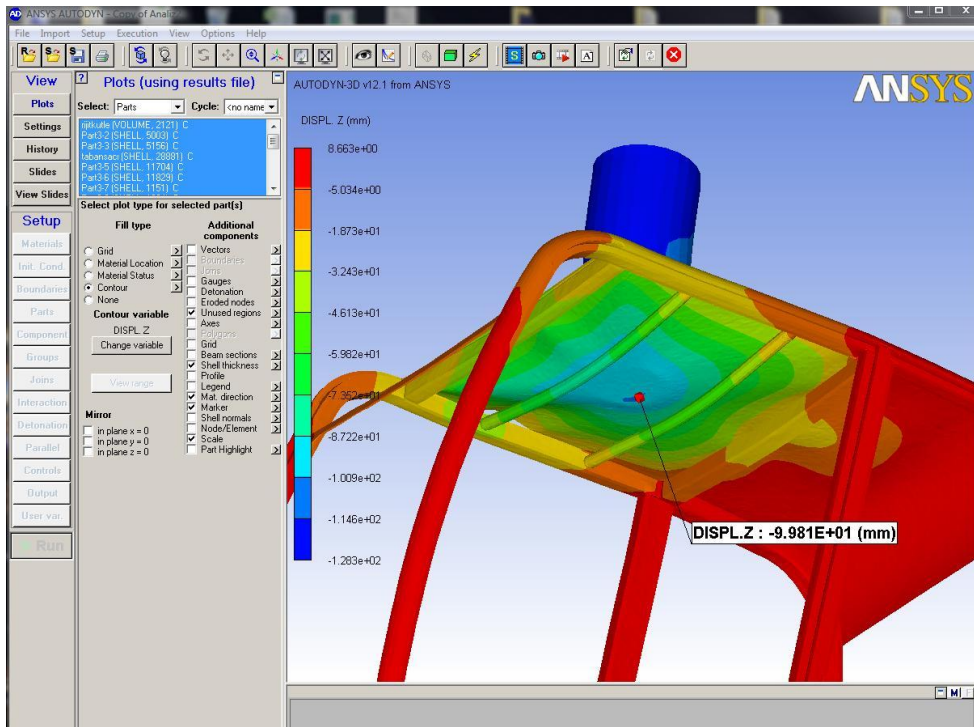 ANSYS AUTODYN - Copy of Analiz
File Import Setup Execution View Options Help
View
Plots
Settings
History
Slides
View Slides
Setup
Materials
Init. Cond.
Boundaries
Parts
Component
Groups
Joins
Interaction
Detonation
Parallel
Controls
Output
User var.
Run
? Plots (using results file)
Select: Parts Cycle: <no name
rijitkutle (VOLUME, 2121) C
Part3-2 (SHELL, 5003) C
Part3-3 (SHELL, 5156) C
tabansaci (SHELL, 28881) C
Part3-5 (SHELL, 11704) C
Part3-6 (SHELL, 11829) C
Part3-7 (SHELL, 1151) C
Select plot type for selected part(s)
Fill type
Grid
Material Location
Material Status
Contour
None
Contour variable
DISPL. Z
Change variable
View range
Mirror
in plane x = 0
in plane y = 0
in plane z = 0
Additional
components
Vectors
Boundaries
Joins
Gauges
Detonation
Eroded nodes
Unused regions
Axes
Polygons
Grid
Beam sections
Shell thickness
Profile
Legend
Mat. direction
Marker
Shell normals
Node/Element
Scale
Part Highlight
AUTODYN-3D v12.1 from ANSYS
ANSYS
DISPL. Z (mm)
8.663e+00
-5.034e+00
-1.873e+01
-3.243e+01
-4.613e+01
-5.982e+01
-7.352e+01
-8.722e+01
-1.009e+02
-1.146e+02
-1.283e+02
DISPL.Z : -9.981E+01 (mm)
M